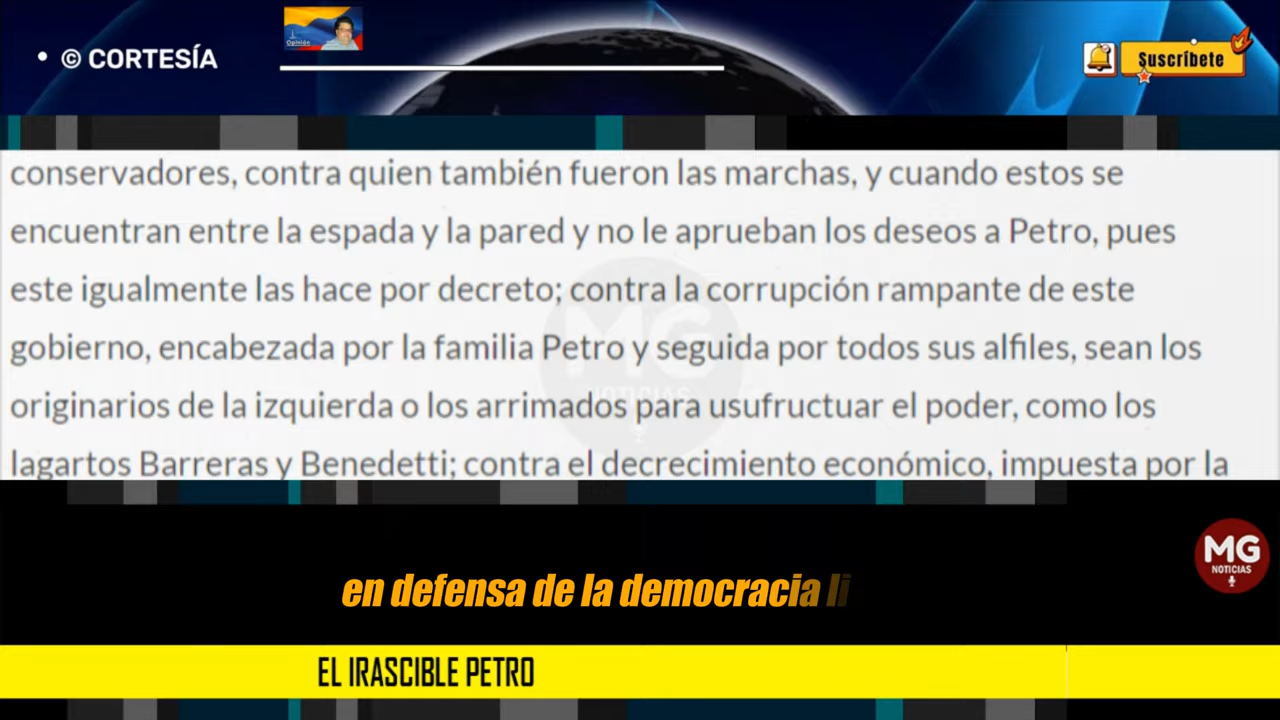 • © CORTESÍA
Opinión
Suscríbete
conservadores, contra quien también fueron las marchas, y cuando estos se
encuentran entre la espada y la pared y no le aprueban los deseos a Petro, pues
este igualmente las hace por decreto; contra la corrupción rampante de este
gobierno, encabezada por la familia Petro y seguida por todos sus alfiles, sean los
originarios de la izquierda o los arrimados para usufructuar el poder, como los
lagartos Barreras y Benedetti; contra el decrecimiento económico, impuesta por la
MG
NOTICIAS
MG
NOTICIAS
en defensa de la democracia li
EL IRASCIBLE PETRO